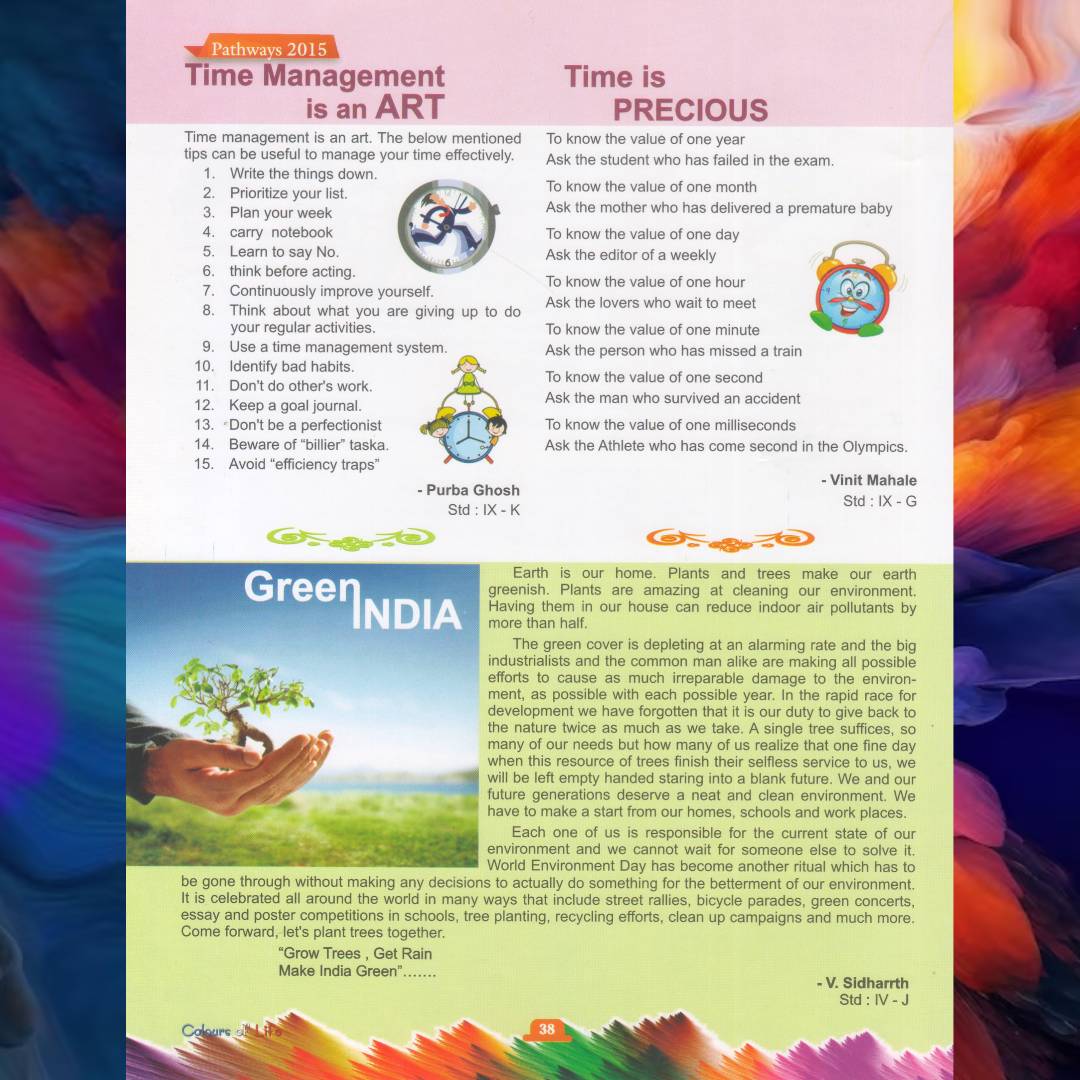 Pathways 2015
Time Management
is an ART
Time management is an art. The below mentioned
tips can be useful to manage your time effectively.
1. Write the things down.
2. Prioritize your list.
3. Plan your week
4. carry notebook
5. Learn to say No.
6. think before acting.
7. Continuously improve yourself.
8. Think about what you are giving up to do
your regular activities.
9. Use a time management system.
10. Identify bad habits.
11. Don't do other's work.
12. Keep a goal journal.
13. Don't be a perfectionist
14. Beware of “billier” taska.
15. Avoid “efficiency traps”
- Purba Ghosh
Std : IX - K
Time is
PRECIOUS
To know the value of one year
Ask the student who has failed in the exam.
To know the value of one month
Ask the mother who has delivered a premature baby
To know the value of one day
Ask the editor of a weekly
To know the value of one hour
Ask the lovers who wait to meet
To know the value of one minute
Ask the person who has missed a train
To know the value of one second
Ask the man who survived an accident
To know the value of one milliseconds
Ask the Athlete who has come second in the Olympics.
- Vinit Mahale
Std : IX - G
Green
INDIA
Earth is our home. Plants and trees make our earth
greenish. Plants are amazing at cleaning our environment.
Having them in our house can reduce indoor air pollutants by
more than half.
The green cover is depleting at an alarming rate and the big
industrialists and the common man alike are making all possible
efforts to cause as much irreparable damage to the environ-
ment, as possible with each possible year. In the rapid race for
development we have forgotten that it is our duty to give back to
the nature twice as much as we take. A single tree suffices, so
many of our needs but how many of us realize that one fine day
when this resource of trees finish their selfless service to us, we
will be left empty handed staring into a blank future. We and our
future generations deserve a neat and clean environment. We
have to make a start from our homes, schools and work places.
Each one of us is responsible for the current state of our
environment and we cannot wait for someone else to solve it.
World Environment Day has become another ritual which has to
be gone through without making any decisions to actually do something for the betterment of our environment.
It is celebrated all around the world in many ways that include street rallies, bicycle parades, green concerts,
essay and poster competitions in schools, tree planting, recycling efforts, clean up campaigns and much more.
Come forward, let's plant trees together.
“Grow Trees , Get Rain
Make India Green”.......
- V. Sidharrth
Std : IV - J
Colours of Life
38